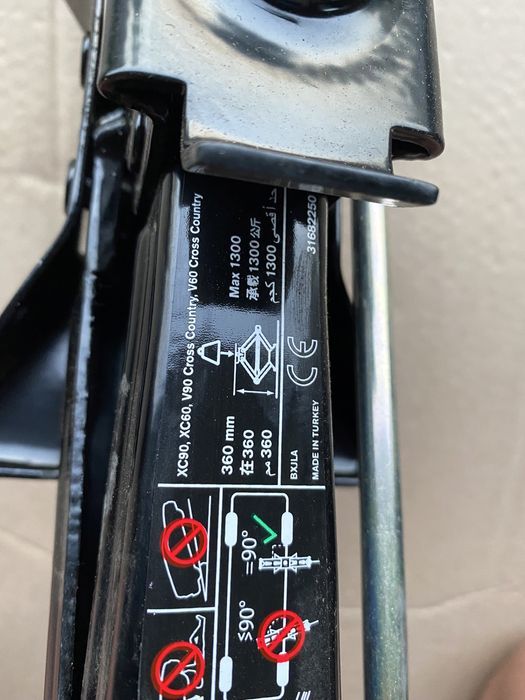 XC90, XC60, V90 Cross Country, V60 Cross Country
360 mm
在360
360 مم
Max 1300
承载 1300 公斤
حد أقصى 1300 كجم
BXJLA
CE
MADE IN TURKEY
31682250
=90°
≶90°